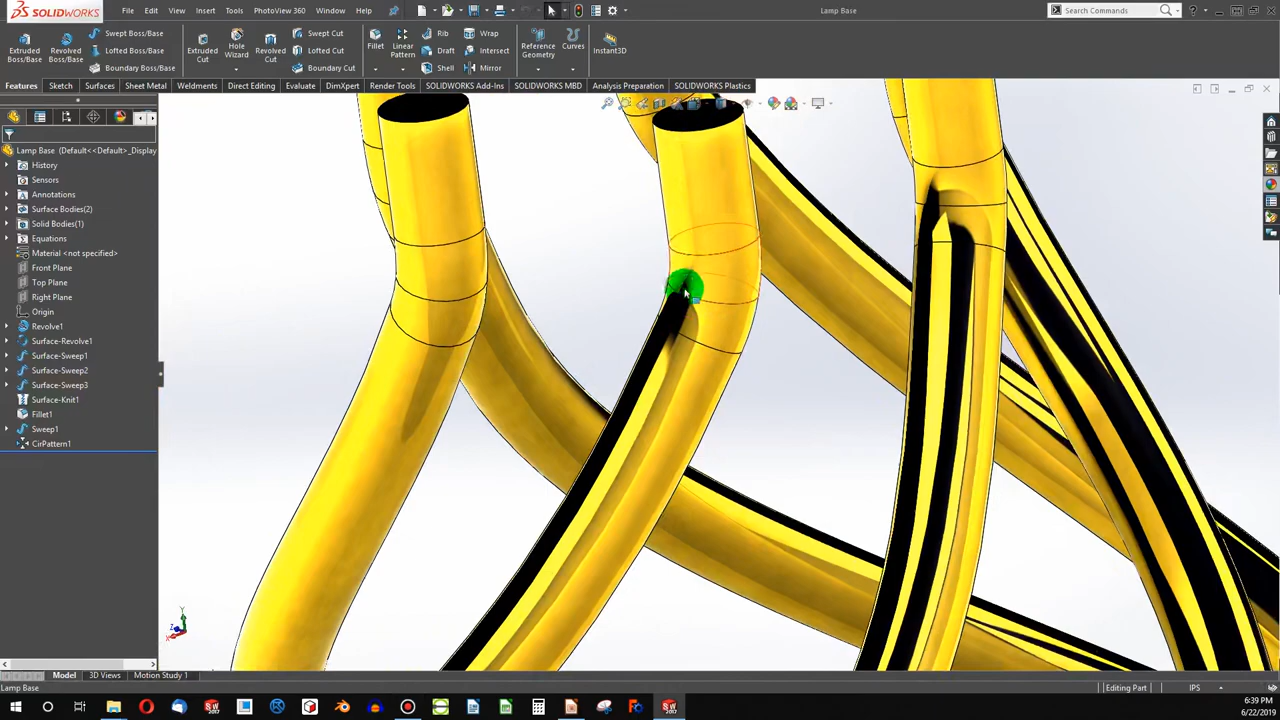 SOLIDWORKS
File Edit View Insert Tools PhotoView 360 Window Help
Lamp Base
Search Commands
Extruded Boss/Base
Revolved Boss/Base
Swept Boss/Base
Lofted Boss/Base
Boundary Boss/Base
Extruded Cut
Hole Wizard
Revolved Cut
Swept Cut
Lofted Cut
Boundary Cut
Fillet
Linear Pattern
Rib
Draft
Shell
Wrap
Intersect
Mirror
Reference Geometry
Curves
Instant3D
Features Sketch Surfaces Sheet Metal Weldments Direct Editing Evaluate DimXpert Render Tools SOLIDWORKS Add-Ins SOLIDWORKS MBD Analysis Preparation SOLIDWORKS Plastics
Lamp Base (Default<<Default>_Display
History
Sensors
Annotations
Surface Bodies(2)
Solid Bodies(1)
Equations
Material <not specified>
Front Plane
Top Plane
Right Plane
Origin
Revolve1
Surface-Revolve1
Surface-Sweep1
Surface-Sweep2
Surface-Sweep3
Surface-Knit1
Fillet1
Sweep1
CirPattern1
Y
Z
X
Model 3D Views Motion Study 1
Lamp Base
Editing Part
IPS
6:39 PM
6/22/2019